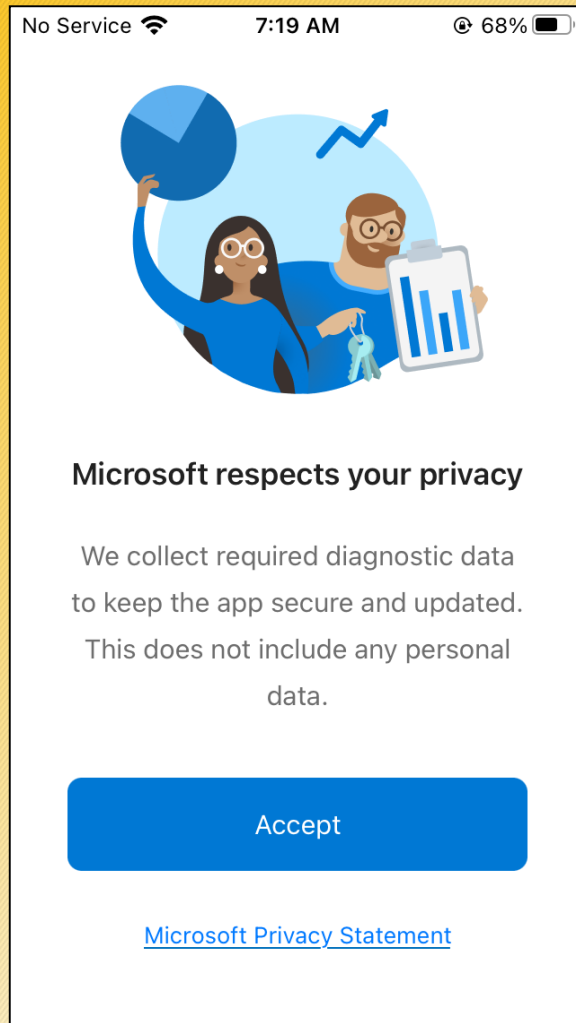 No Service 7:19 AM 68%
Microsoft respects your privacy
We collect required diagnostic data
to keep the app secure and updated.
This does not include any personal
data.
Accept
Microsoft Privacy Statement